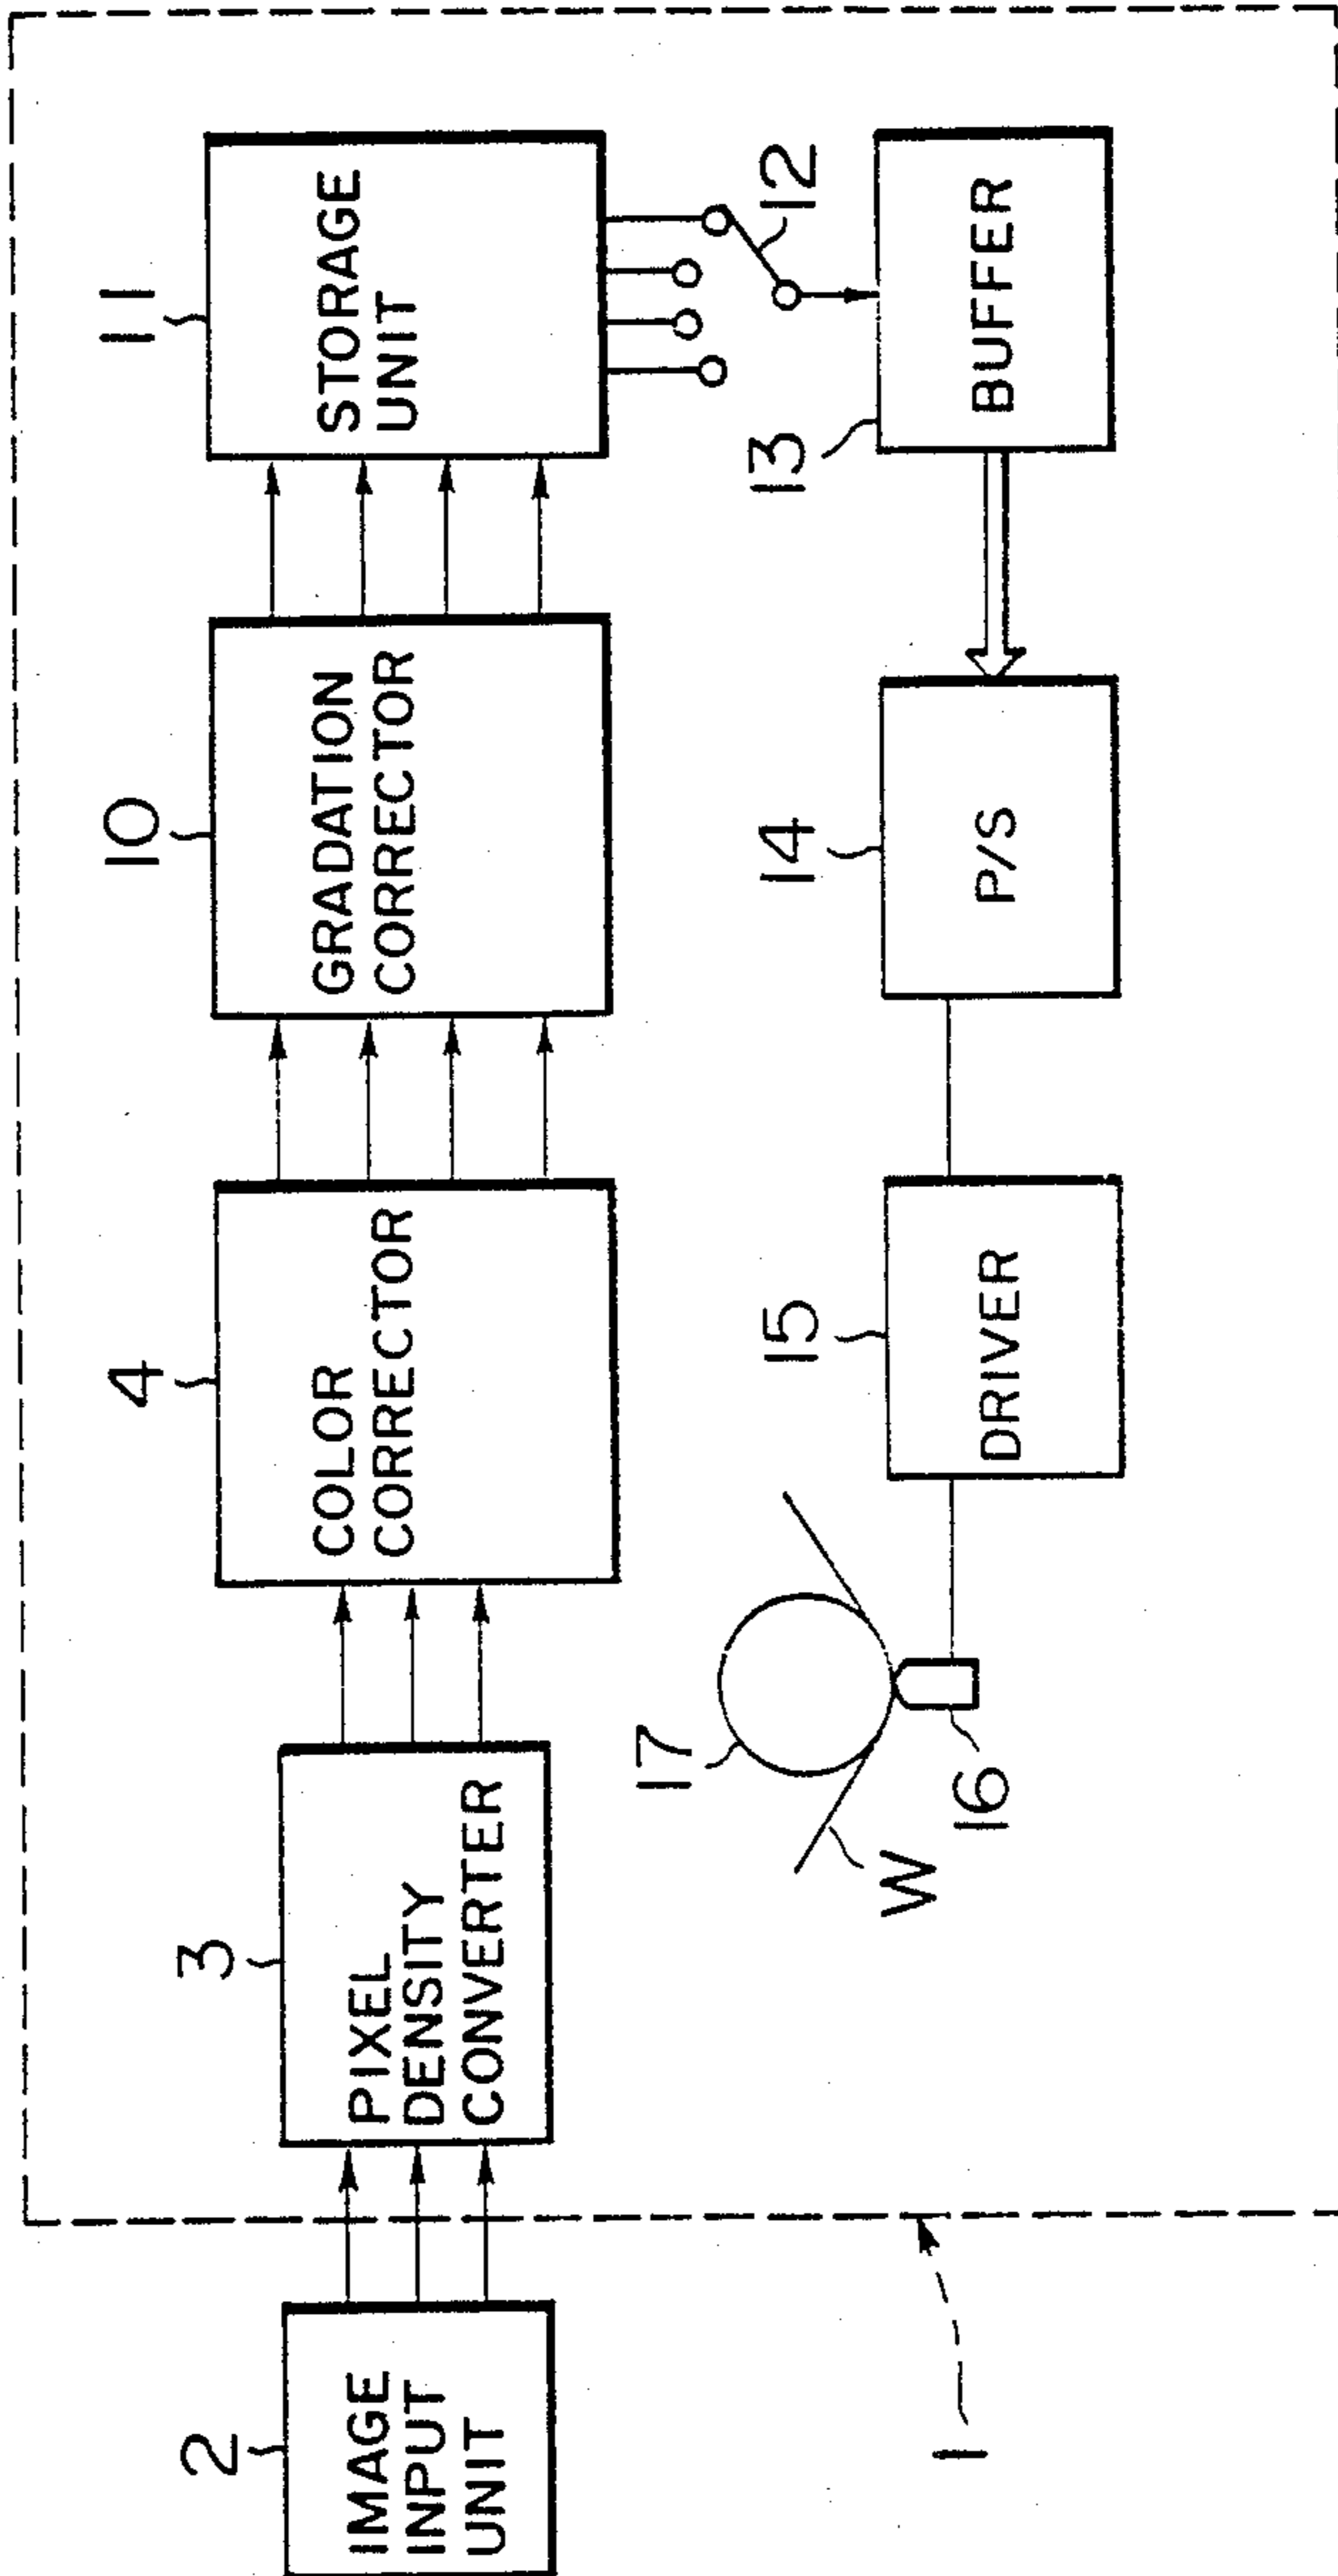 2
IMAGE
INPUT
UNIT
3
PIXEL
DENSITY
CONVERTER
4
COLOR
CORRECTOR
10
GRADATION
CORRECTOR
11
STORAGE
UNIT
12
13
BUFFER
14
P/S
15
DRIVER
16
17
W
1